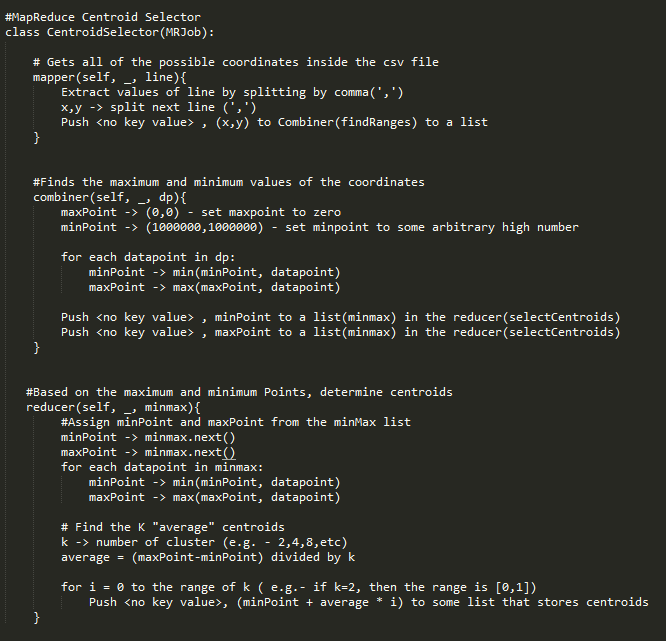 #MapReduce Centroid Selector
class CentroidSelector(MRJob):
# Gets all of the possible coordinates inside the csv file
mapper(self, _, line){
Extract values of line by splitting by comma(',')
x,y -> split next line (',')
Push <no key value> , (x,y) to Combiner(findRanges) to a list
}
#Finds the maximum and minimum values of the coordinates
combiner(self, _, dp){
maxPoint -> (0,0) - set maxpoint to zero
minPoint -> (1000000,1000000) - set minpoint to some arbitrary high number
for each datapoint in dp:
minPoint -> min(minPoint, datapoint)
maxPoint -> max(maxPoint, datapoint)
Push <no key value> , minPoint to a list(minmax) in the reducer(selectCentroids)
Push <no key value> , maxPoint to a list(minmax) in the reducer(selectCentroids)
}
#Based on the maximum and minimum Points, determine centroids
reducer(self, _, minmax){
#Assign minPoint and maxPoint from the minMax list
minPoint -> minmax.next()
maxPoint -> minmax.next()
for each datapoint in minmax:
minPoint -> min(minPoint, datapoint)
maxPoint -> max(maxPoint, datapoint)
# Find the K "average" centroids
k -> number of cluster (e.g. - 2,4,8,etc)
average = (maxPoint-minPoint) divided by k
for i = 0 to the range of k ( e.g.- if k=2, then the range is [0,1])
Push <no key value>, (minPoint + average * i) to some list that stores centroids
}